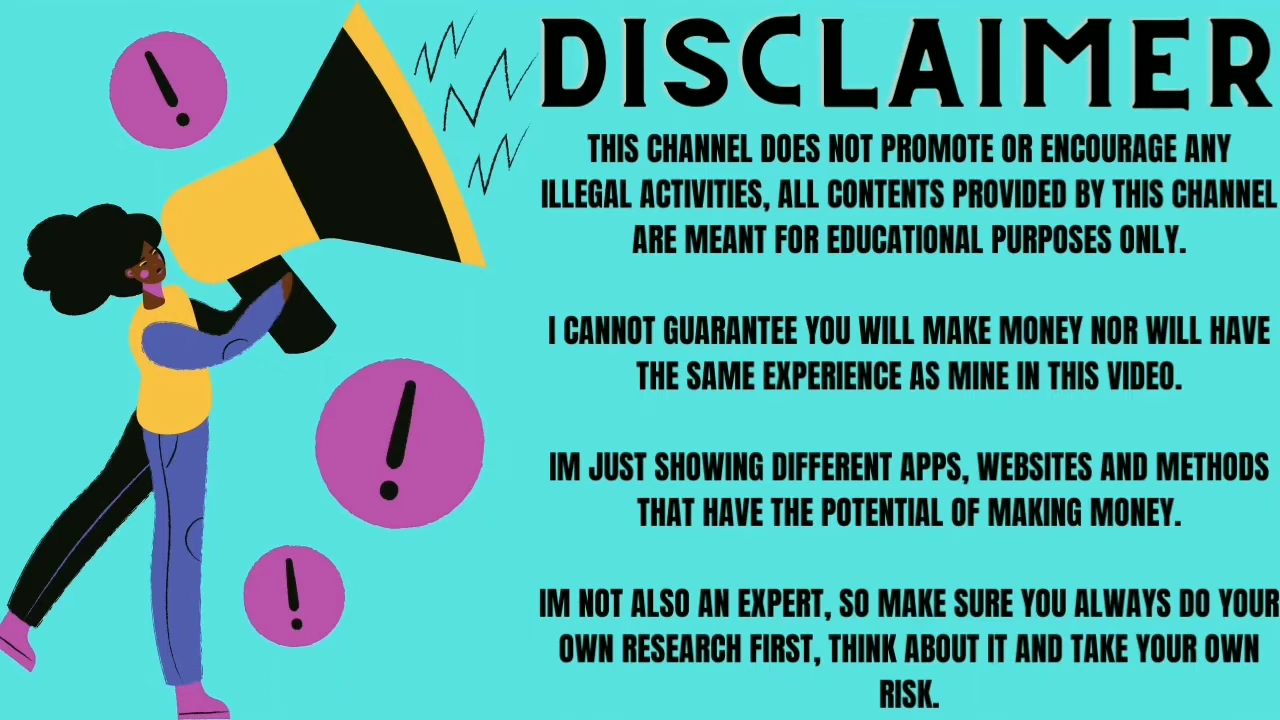 DISCLAIMER
THIS CHANNEL DOES NOT PROMOTE OR ENCOURAGE ANY
ILLEGAL ACTIVITIES, ALL CONTENTS PROVIDED BY THIS CHANNEL
ARE MEANT FOR EDUCATIONAL PURPOSES ONLY.
I CANNOT GUARANTEE YOU WILL MAKE MONEY NOR WILL HAVE
THE SAME EXPERIENCE AS MINE IN THIS VIDEO.
IM JUST SHOWING DIFFERENT APPS, WEBSITES AND METHODS
THAT HAVE THE POTENTIAL OF MAKING MONEY.
IM NOT ALSO AN EXPERT, SO MAKE SURE YOU ALWAYS DO YOUR
OWN RESEARCH FIRST, THINK ABOUT IT AND TAKE YOUR OWN
RISK.